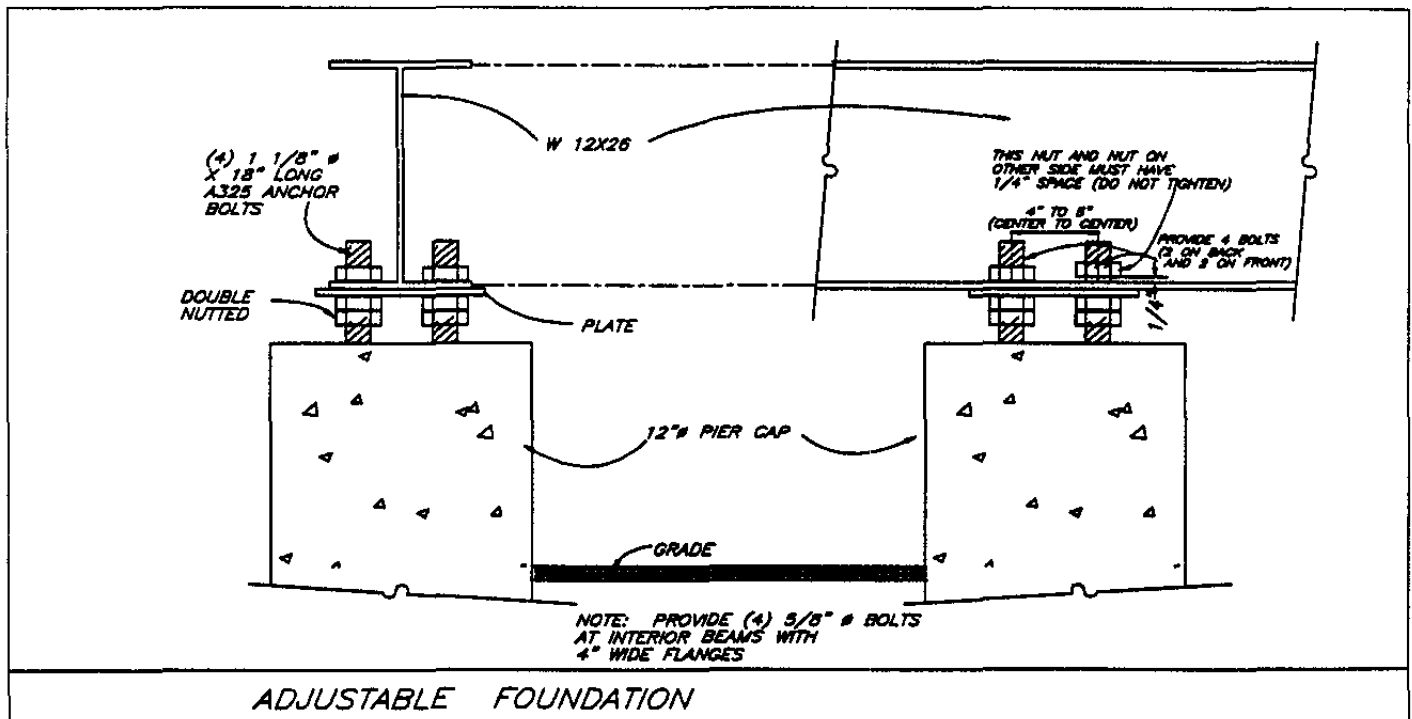 W 12X26
(4) 1 1/8" ø
X 18" LONG
A325 ANCHOR
BOLTS
THIS NUT AND NUT ON
OTHER SIDE MUST HAVE
1/4" SPACE (DO NOT TIGHTEN)
4" TO 5"
(CENTER TO CENTER)
PROVIDE 4 BOLTS
(2 ON BACK
AND 2 ON FRONT)
DOUBLE
NUTTED
PLATE
1/4"
12"ø PIER CAP
GRADE
NOTE: PROVIDE (4) 5/8" ø BOLTS
AT INTERIOR BEAMS WITH
4" WIDE FLANGES
ADJUSTABLE FOUNDATION